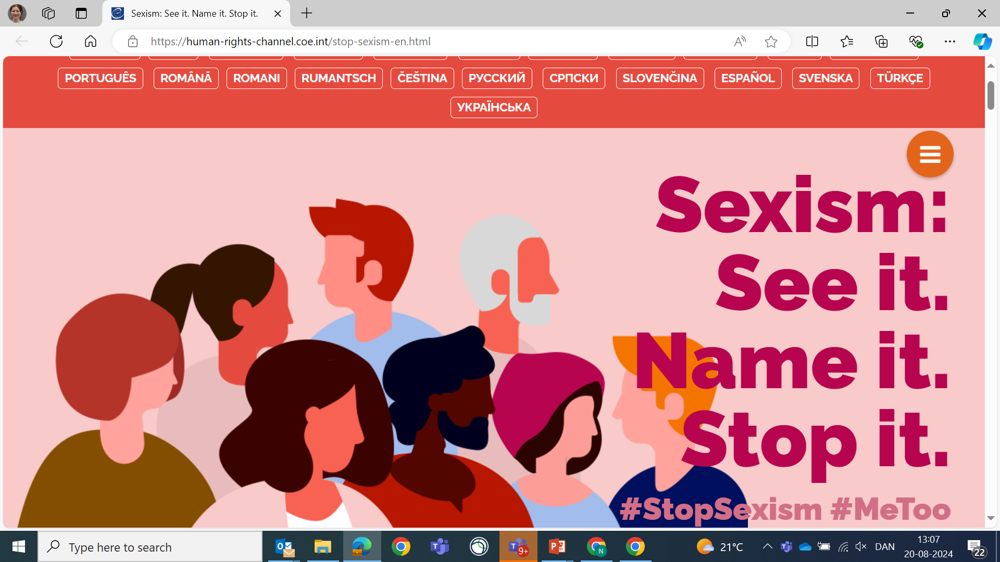 Sexism: See it. Name it. Stop it.
https://human-rights-channel.coe.int/stop-sexism-en.html
PORTUGUÊS ROMÂNĂ ROMANI RUMANTSCH ČEŠTINA РУССКИЙ СРПСКИ SLOVENČINA ESPAÑOL SVENSKA TÜRKÇE
УКРАЇНСЬКА
Sexism:
See it.
Name it.
Stop it.
#StopSexism #MeToo
Type here to search
9+
N
21°C
DAN
13:07
20-08-2024
22